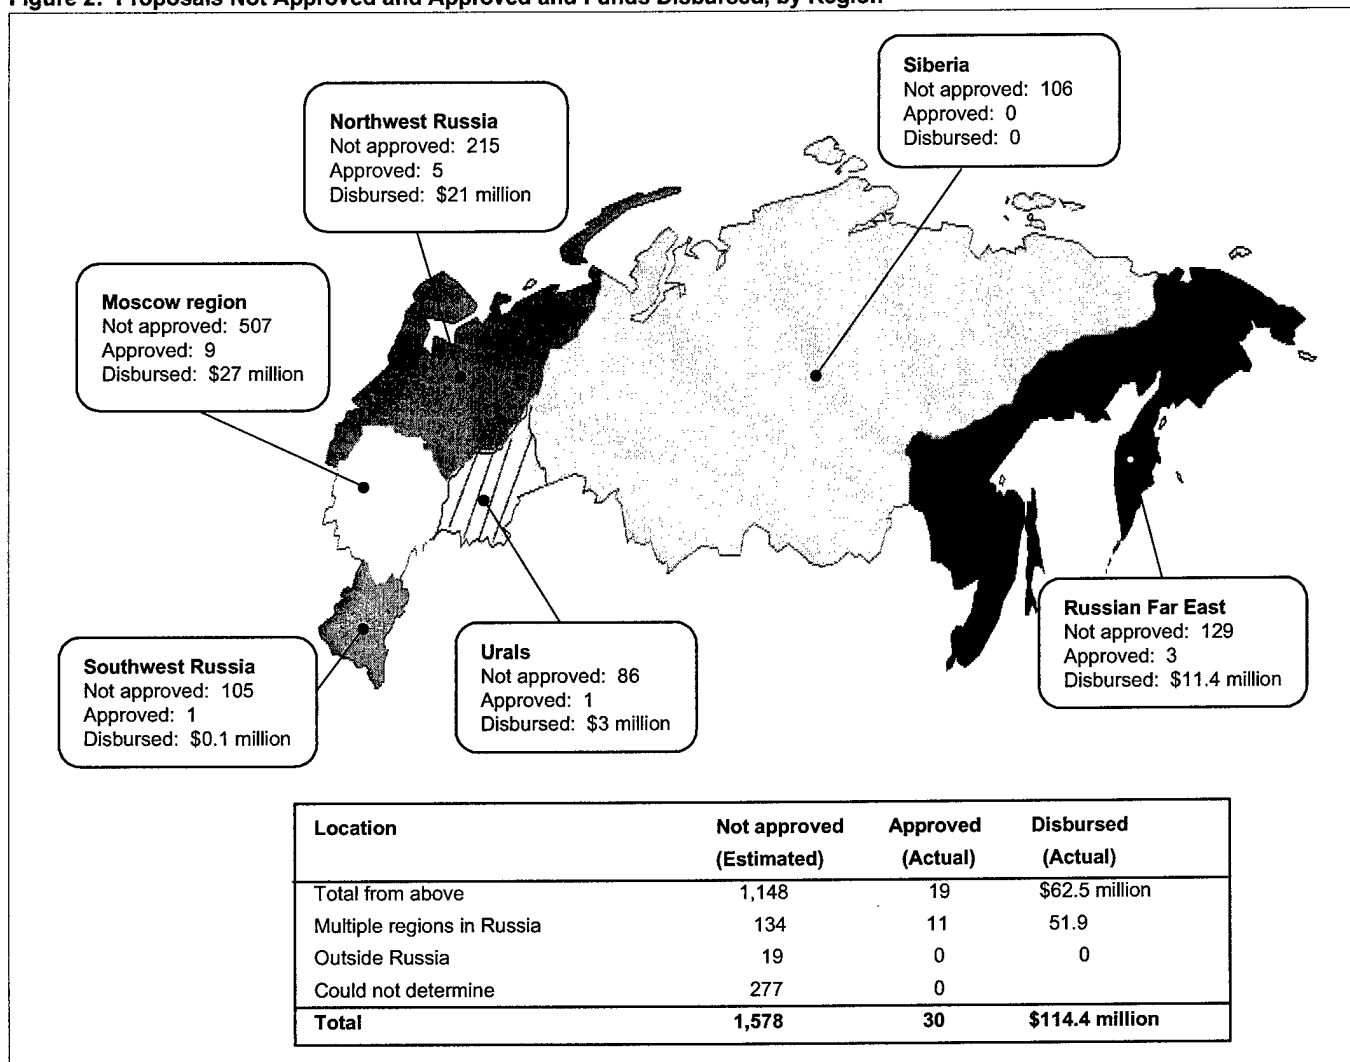 Figure 2: Proposals Not Approved and Approved and Funds Disbursed, by Region
Siberia
Not approved: 106
Approved: 0
Disbursed: 0
Northwest Russia
Not approved: 215
Approved: 5
Disbursed: $21 million
Moscow region
Not approved: 507
Approved: 9
Disbursed: $27 million
Russian Far East
Not approved: 129
Approved: 3
Disbursed: $11.4 million
Urals
Not approved: 86
Approved: 1
Disbursed: $3 million
Southwest Russia
Not approved: 105
Approved: 1
Disbursed: $0.1 million
Location Not approved Approved Disbursed
(Estimated) (Actual) (Actual)
Total from above 1,148 19 $62.5 million
Multiple regions in Russia 134 11 51.9
Outside Russia 19 0 0
Could not determine 277 0
Total 1,578 30 $114.4 million